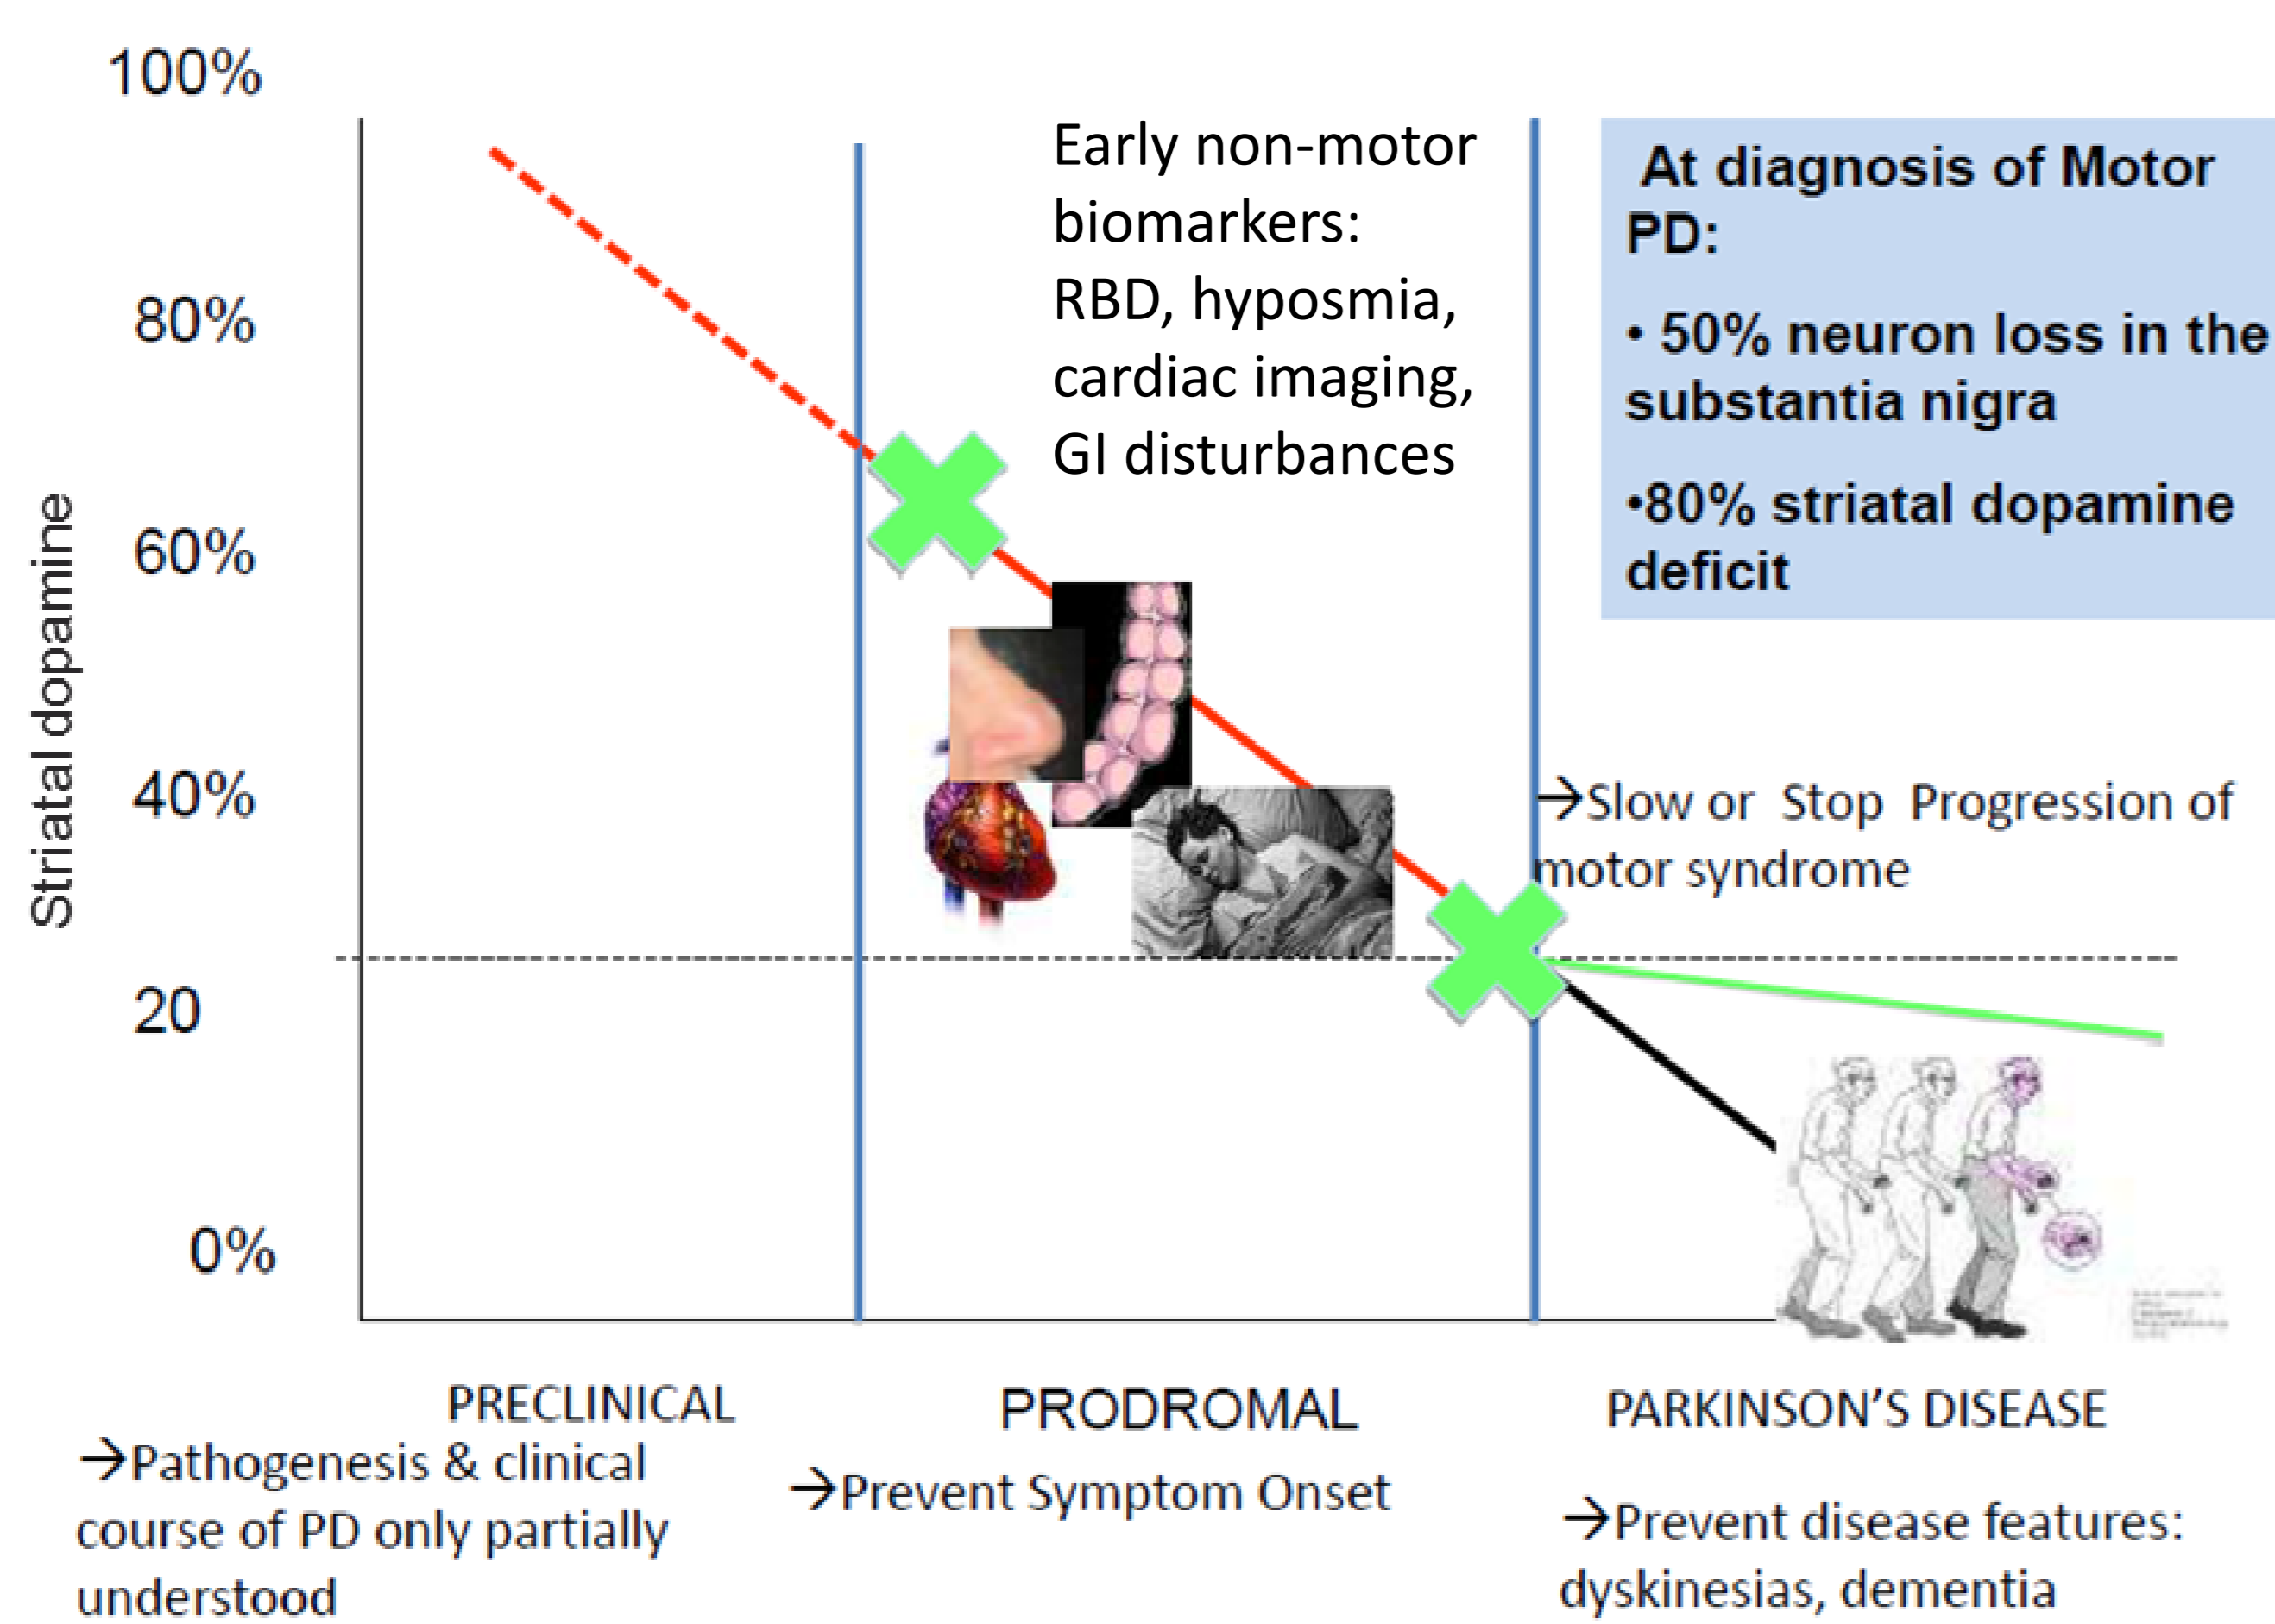 100%
80%
60%
40%
20
0%
Striatal dopamine
Early non-motor
biomarkers:
RBD, hyposmia,
cardiac imaging,
GI disturbances
At diagnosis of Motor
PD:
• 50% neuron loss in the
substantia nigra
•80% striatal dopamine
deficit
→Slow or Stop Progression of
motor syndrome
PRECLINICAL
→Pathogenesis & clinical
course of PD only partially
understood
PRODROMAL
→Prevent Symptom Onset
PARKINSON'S DISEASE
→Prevent disease features:
dyskinesias, dementia